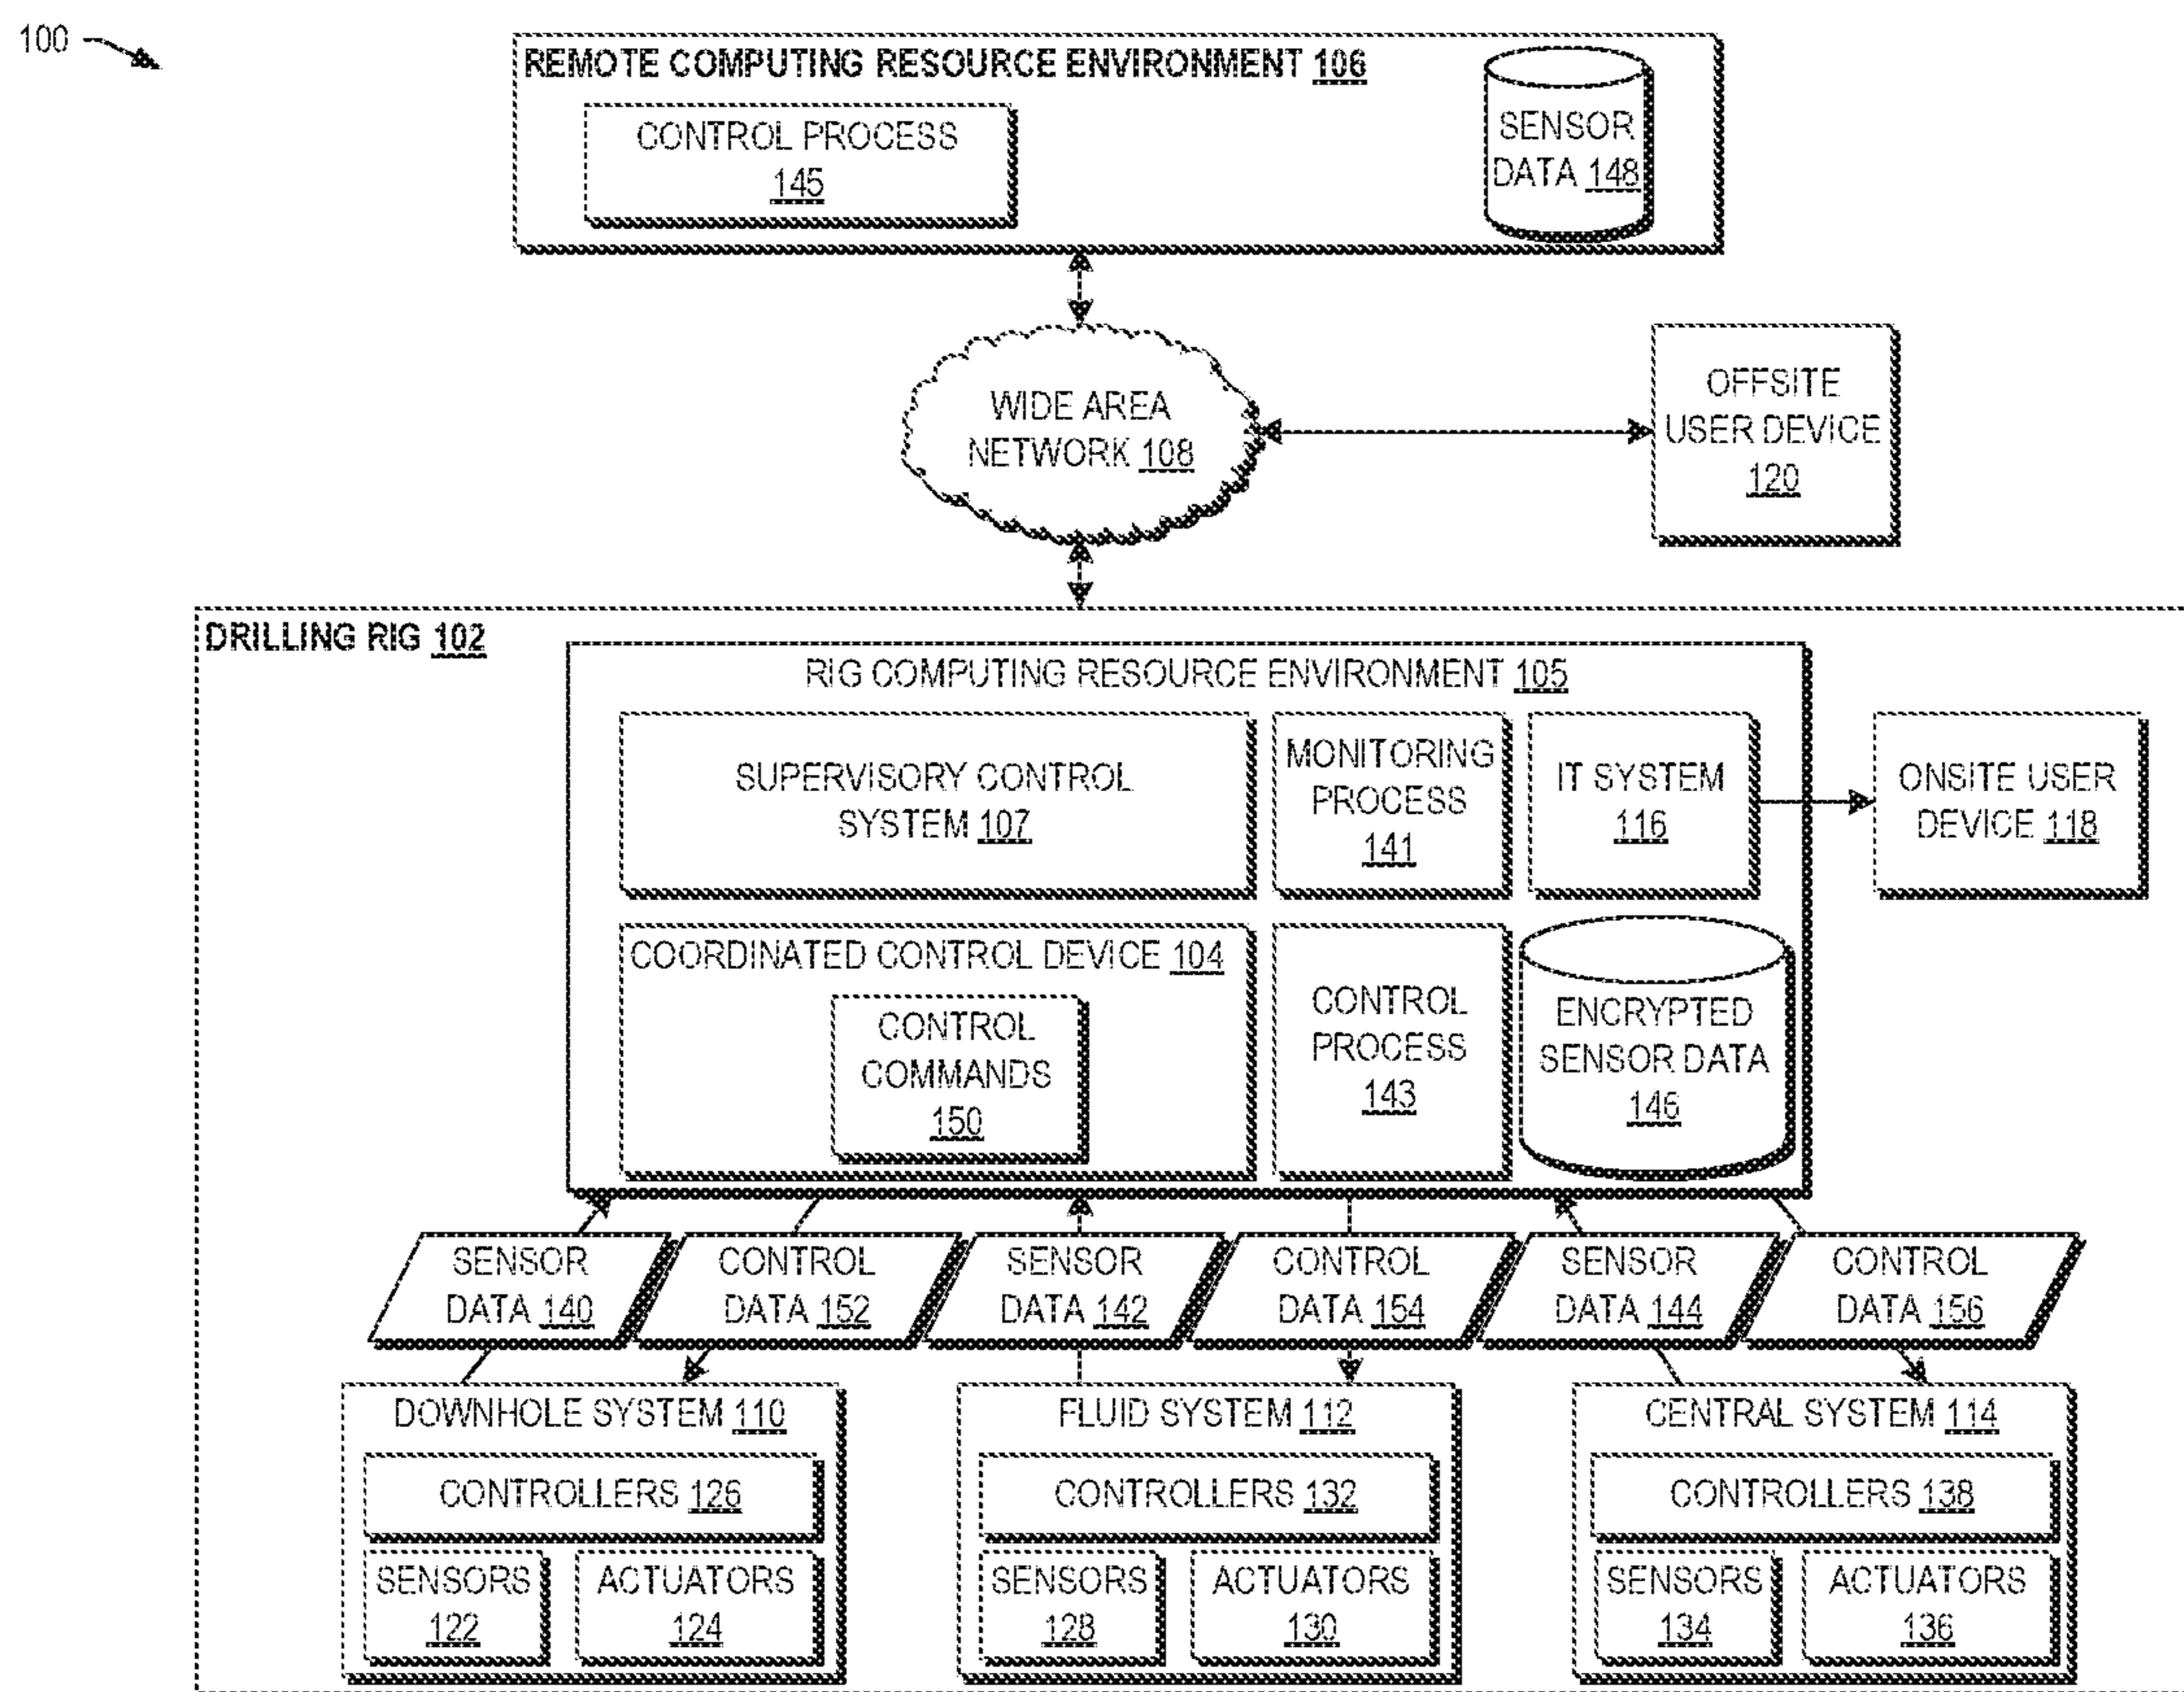 100
REMOTE COMPUTING RESOURCE ENVIRONMENT 106
CONTROL PROCESS
145
SENSOR
DATA 148
WIDE AREA
NETWORK 108
OFFSITE
USER DEVICE
120
DRILLING RIG 102
RIG COMPUTING RESOURCE ENVIRONMENT 105
SUPERVISORY CONTROL
SYSTEM 107
MONITORING
PROCESS
141
IT SYSTEM
116
ONSITE USER
DEVICE 118
COORDINATED CONTROL DEVICE 104
CONTROL
COMMANDS
150
CONTROL
PROCESS
143
ENCRYPTED
SENSOR DATA
146
SENSOR
DATA 140
CONTROL
DATA 152
SENSOR
DATA 142
CONTROL
DATA 154
SENSOR
DATA 144
CONTROL
DATA 156
DOWNHOLE SYSTEM 110
CONTROLLERS 126
SENSORS
122
ACTUATORS
124
FLUID SYSTEM 112
CONTROLLERS 132
SENSORS
128
ACTUATORS
130
CENTRAL SYSTEM 114
CONTROLLERS 138
SENSORS
134
ACTUATORS
136